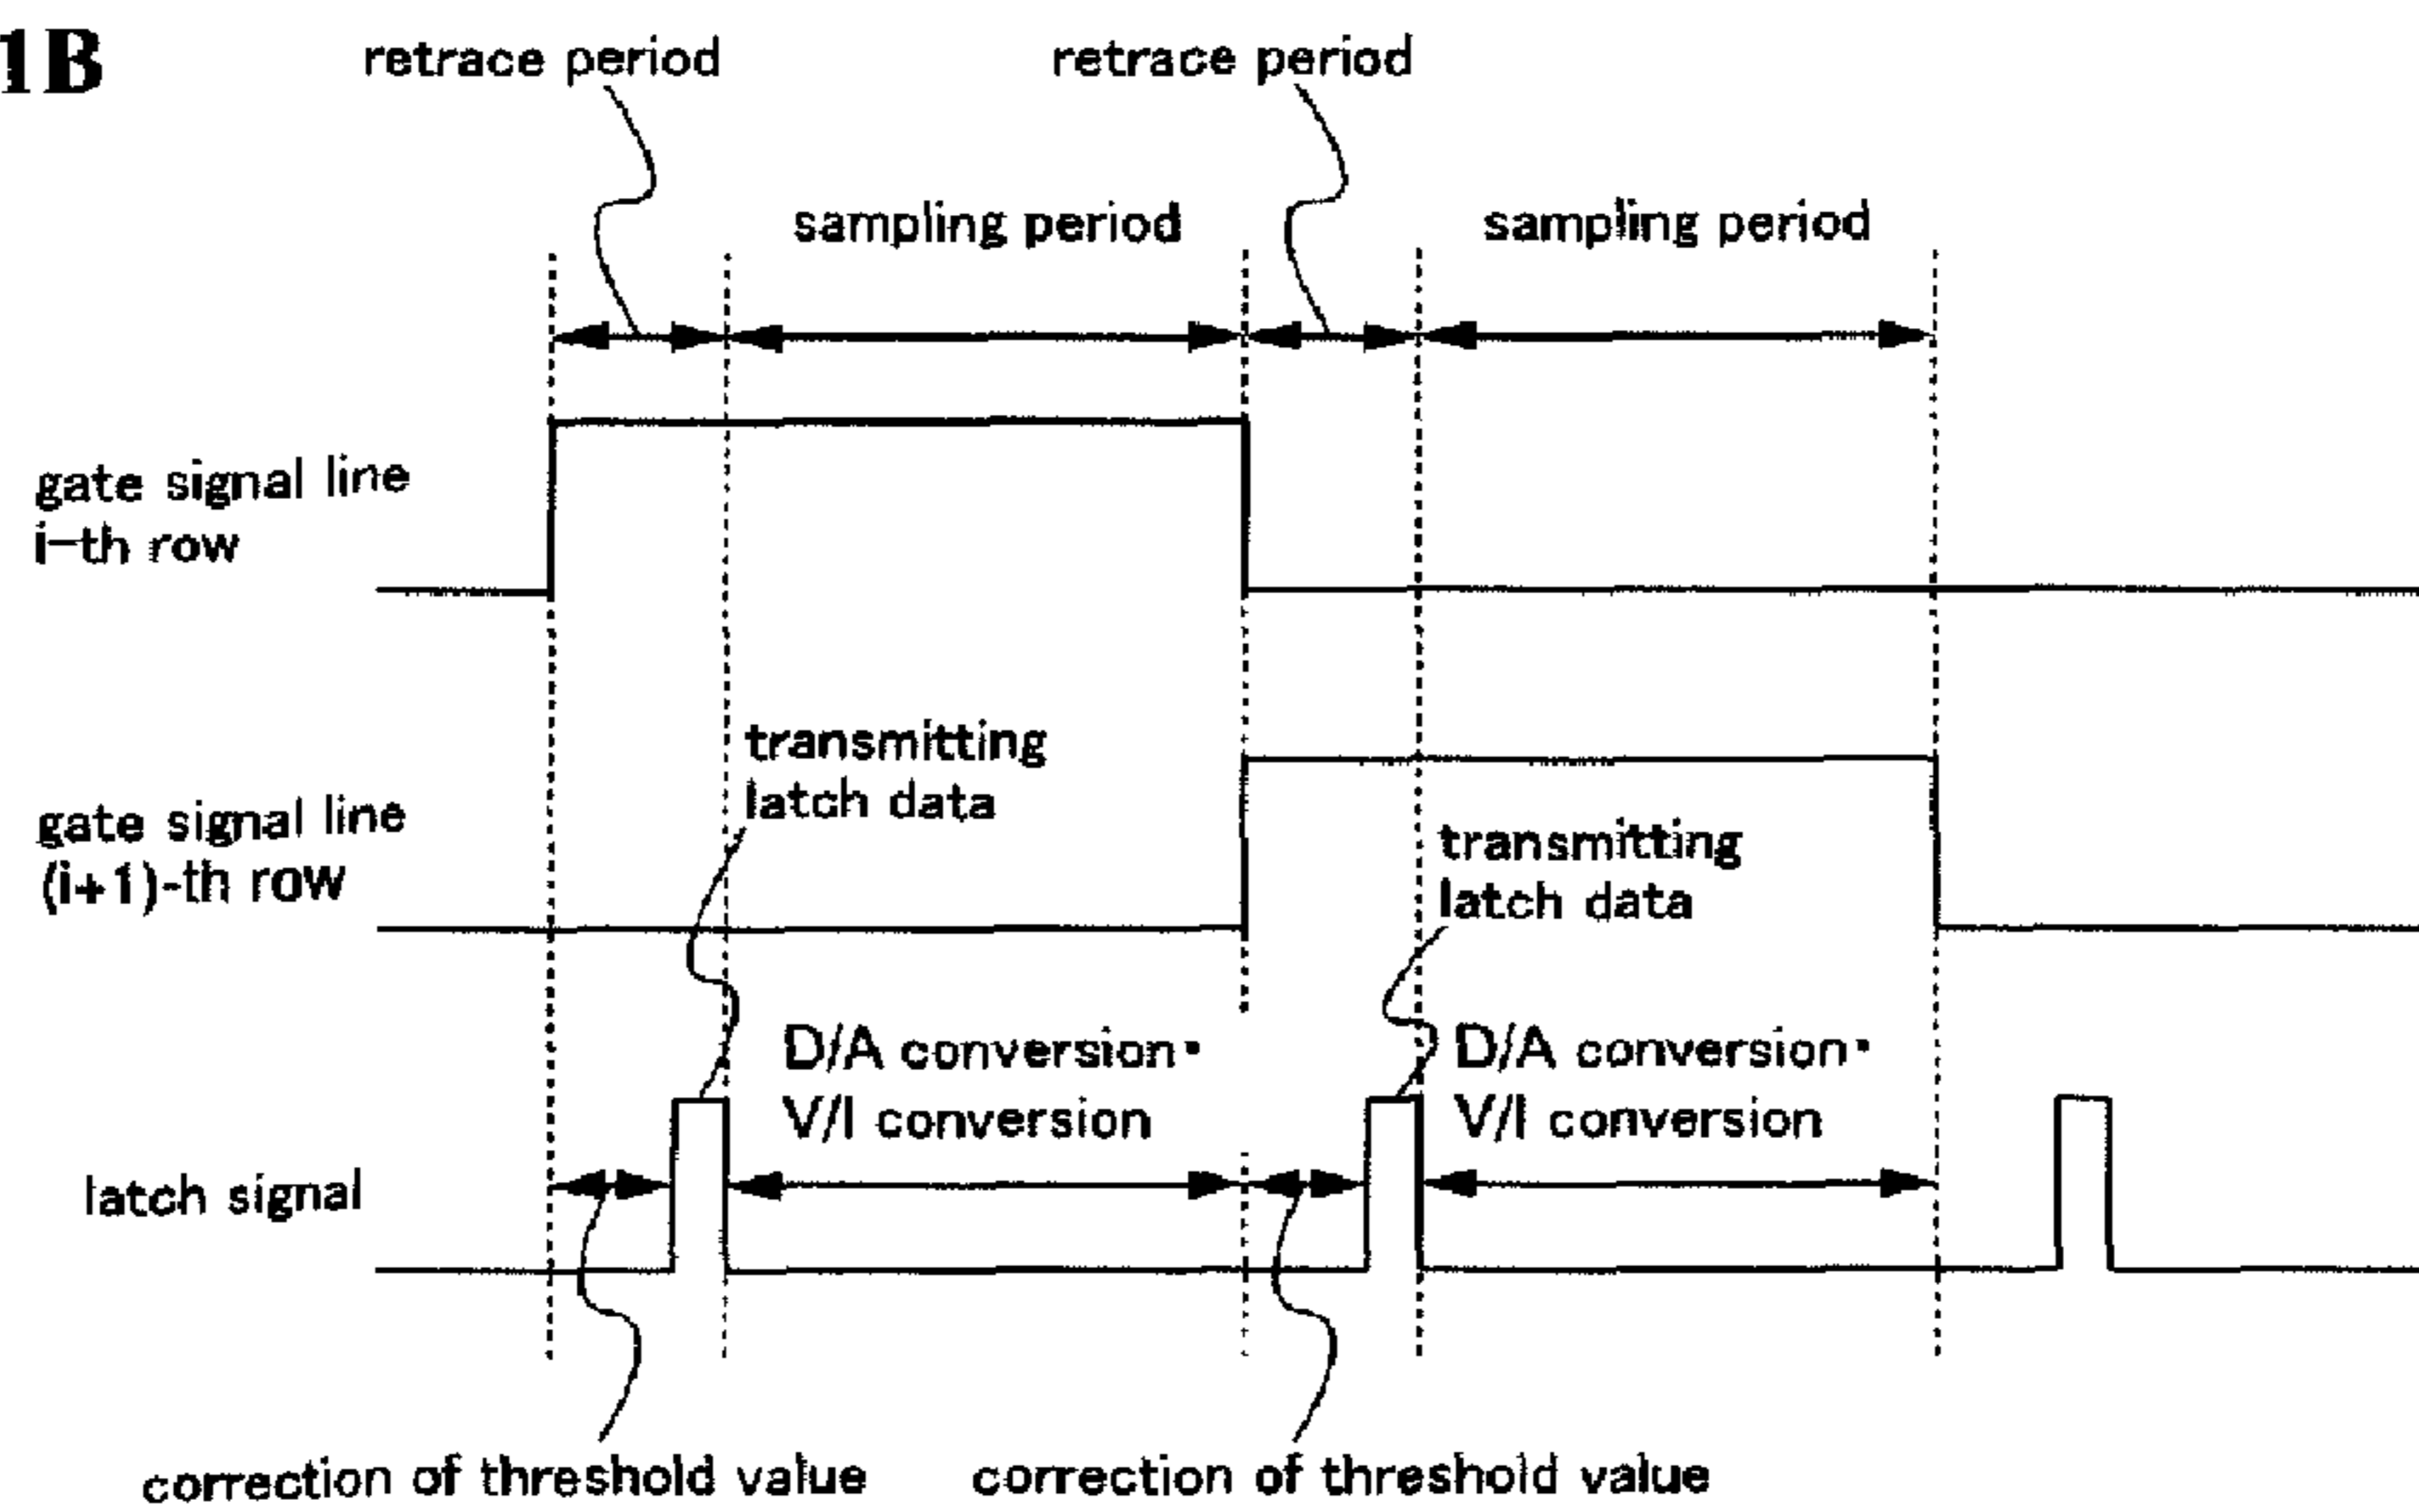 1B
retrace period
retrace period
sampling period
sampling period
gate signal line
i-th row
transmitting
latch data
gate signal line
(i+1)-th row
transmitting
latch data
D/A conversion・
V/I conversion
D/A conversion・
V/I conversion
latch signal
correction of threshold value
correction of threshold value